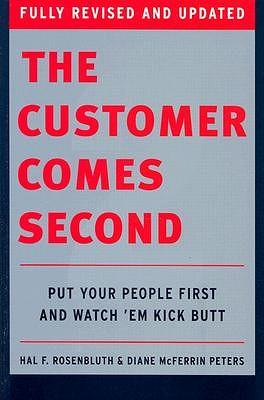 FULLY REVISED AND UPDATED
THE
CUSTOMER
COMES
SECOND
PUT YOUR PEOPLE FIRST
AND WATCH 'EM KICK BUTT
HAL F. ROSENBLUTH & DIANE McFERRIN PETERS